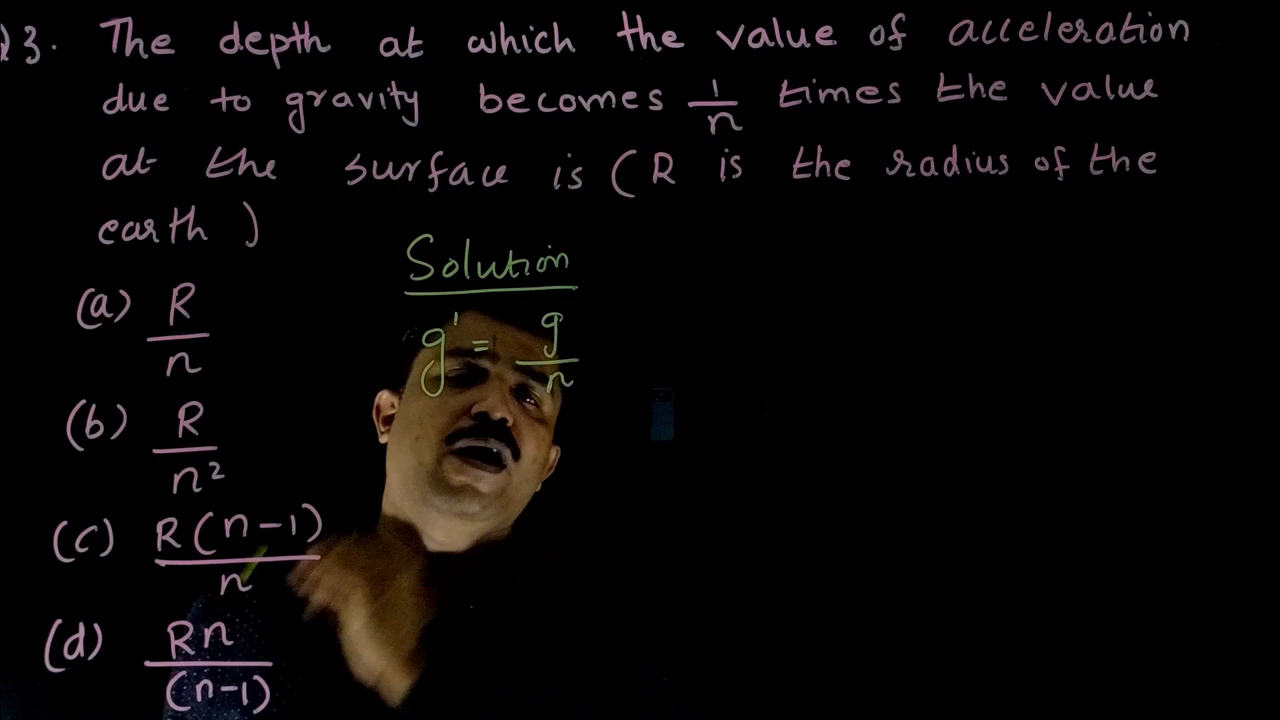 3. The depth at which the value of acceleration
due to gravity becomes 1/n times the value
at the surface is (R is the radius of the
earth)
Solution
(a) R/n
g' = g/n
(b) R/n²
(c) R(n-1)/n
(d) Rn/(n-1)